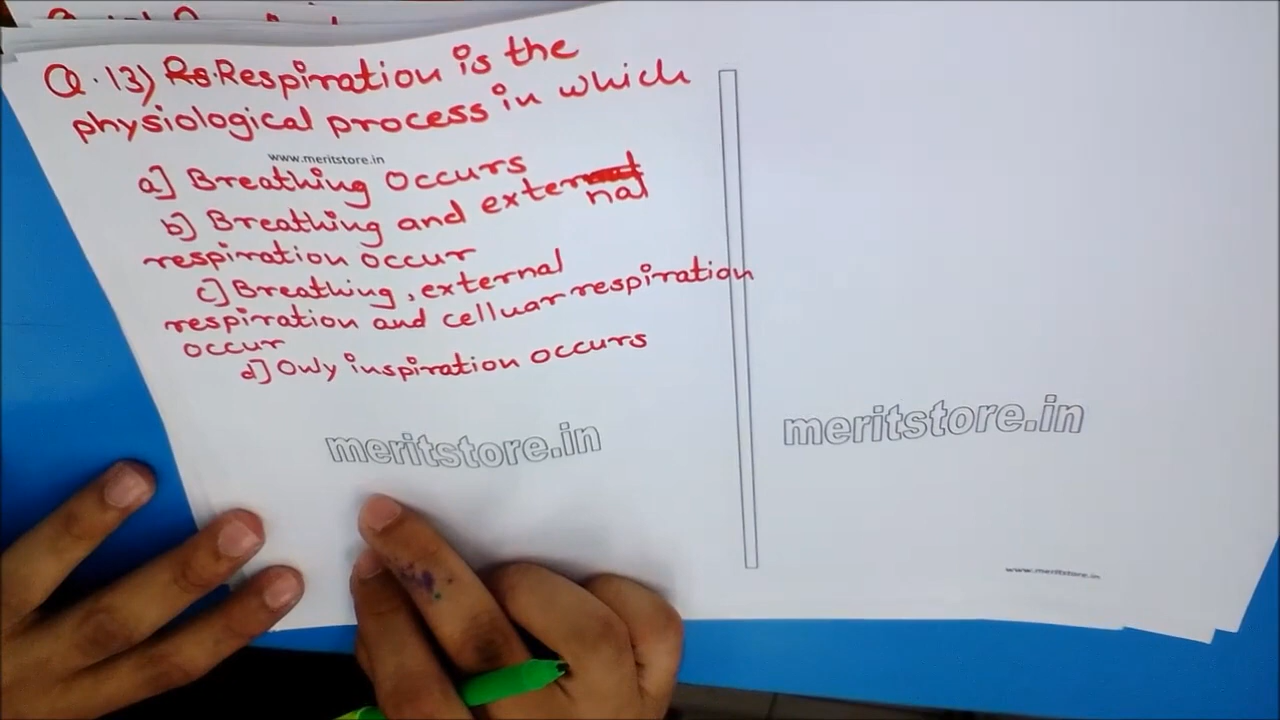 Q.13) Rs. Respiration is the
physiological process in which
www.meritstore.in
a] Breathing occurs
b] Breathing and external
respiration occur
c] Breathing, external
respiration and celluar respiration
occur
d] Only inspiration occurs
meritstore.in
meritstore.in
www.meritstore.in